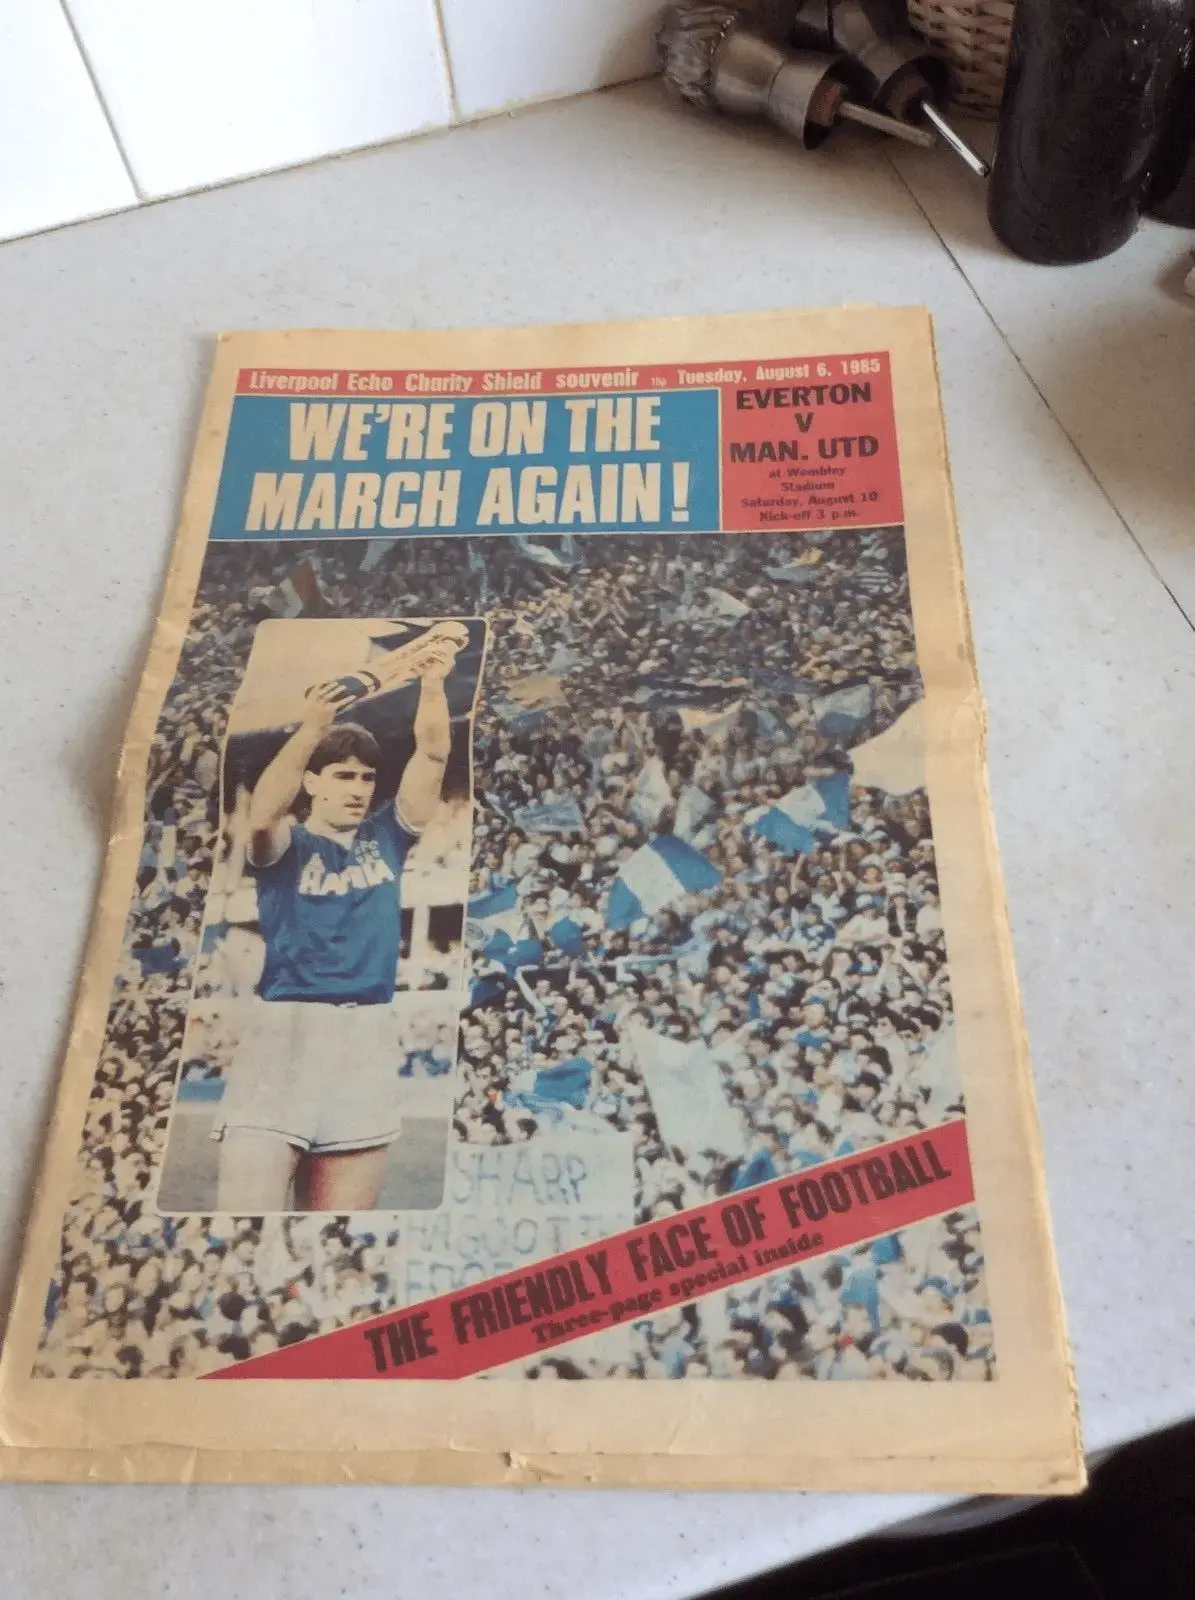 Liverpool Echo Charity Shield souvenir Tuesday, August 6, 1985
WE'RE ON THE
MARCH AGAIN!
EVERTON
V
MAN. UTD
at Wembley
Stadium
Saturday, August 10
Kick-off 3 p.m.
EFC
HAFNIA
SHARP
THE FRIENDLY FACE OF FOOTBALL
Three-page special inside